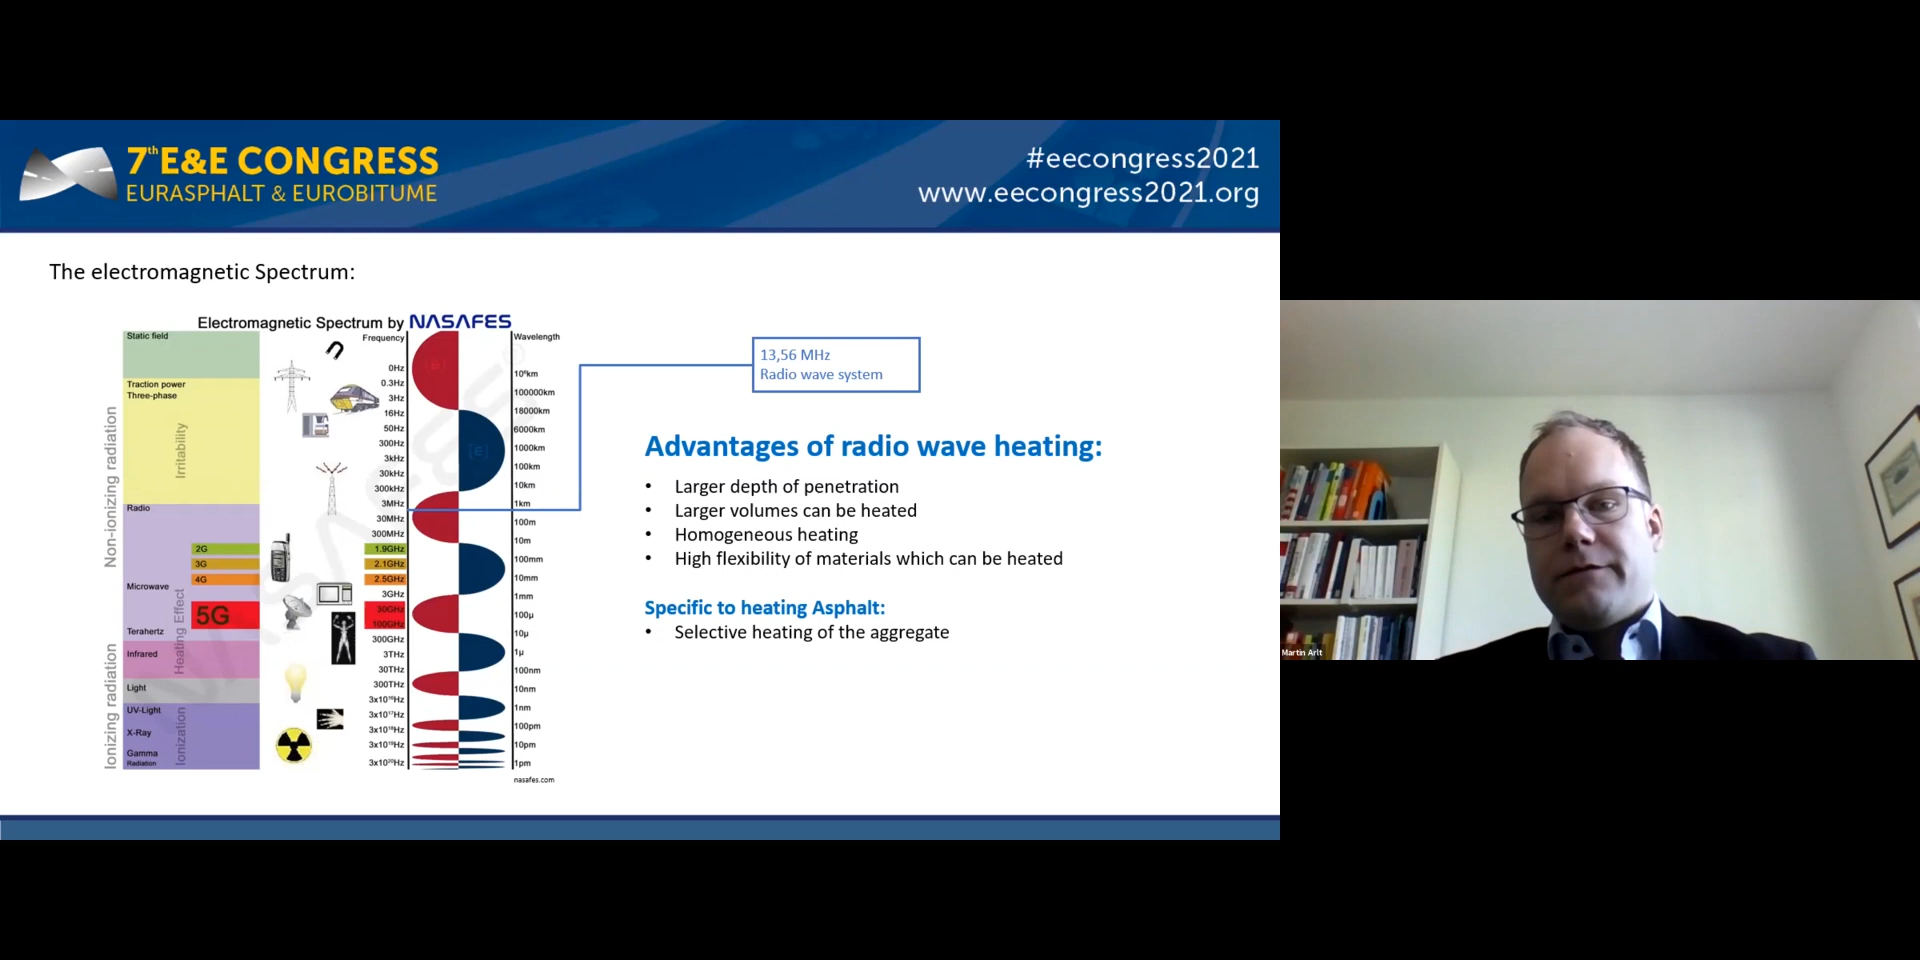 7th E&E CONGRESS
EURASPHALT & EUROBITUME
#eecongress2021
www.eecongress2021.org
The electromagnetic Spectrum:
Electromagnetic Spectrum by NASAFES
Frequency
Wavelength
Static field
Traction power
Three-phase
Irritability
Non-ionizing radiation
Radio
2G
3G
4G
Microwave
5G
Terahertz
Heating Effect
Infrared
Light
UV-Light
X-Ray
Gamma
Radiation
Ionization
Ionizing radiation
0Hz
0.3Hz
3Hz
16Hz
50Hz
300Hz
3kHz
30kHz
300kHz
3MHz
30MHz
300MHz
1.9GHz
2.1GHz
2.5GHz
3GHz
30GHz
100GHz
300GHz
3THz
30THz
300THz
3x10¹⁶Hz
3x10¹⁷Hz
3x10¹⁸Hz
3x10¹⁹Hz
3x10²⁰Hz
[E]
100000km
18000km
6000km
1000km
100km
10km
1km
100m
10m
100mm
10mm
1mm
100µ
10µ
1µ
100nm
10nm
1nm
100pm
10pm
1pm
nasafes.com
13,56 MHz
Radio wave system
Advantages of radio wave heating:
• Larger depth of penetration
• Larger volumes can be heated
• Homogeneous heating
• High flexibility of materials which can be heated
Specific to heating Asphalt:
• Selective heating of the aggregate
Martin Arlt